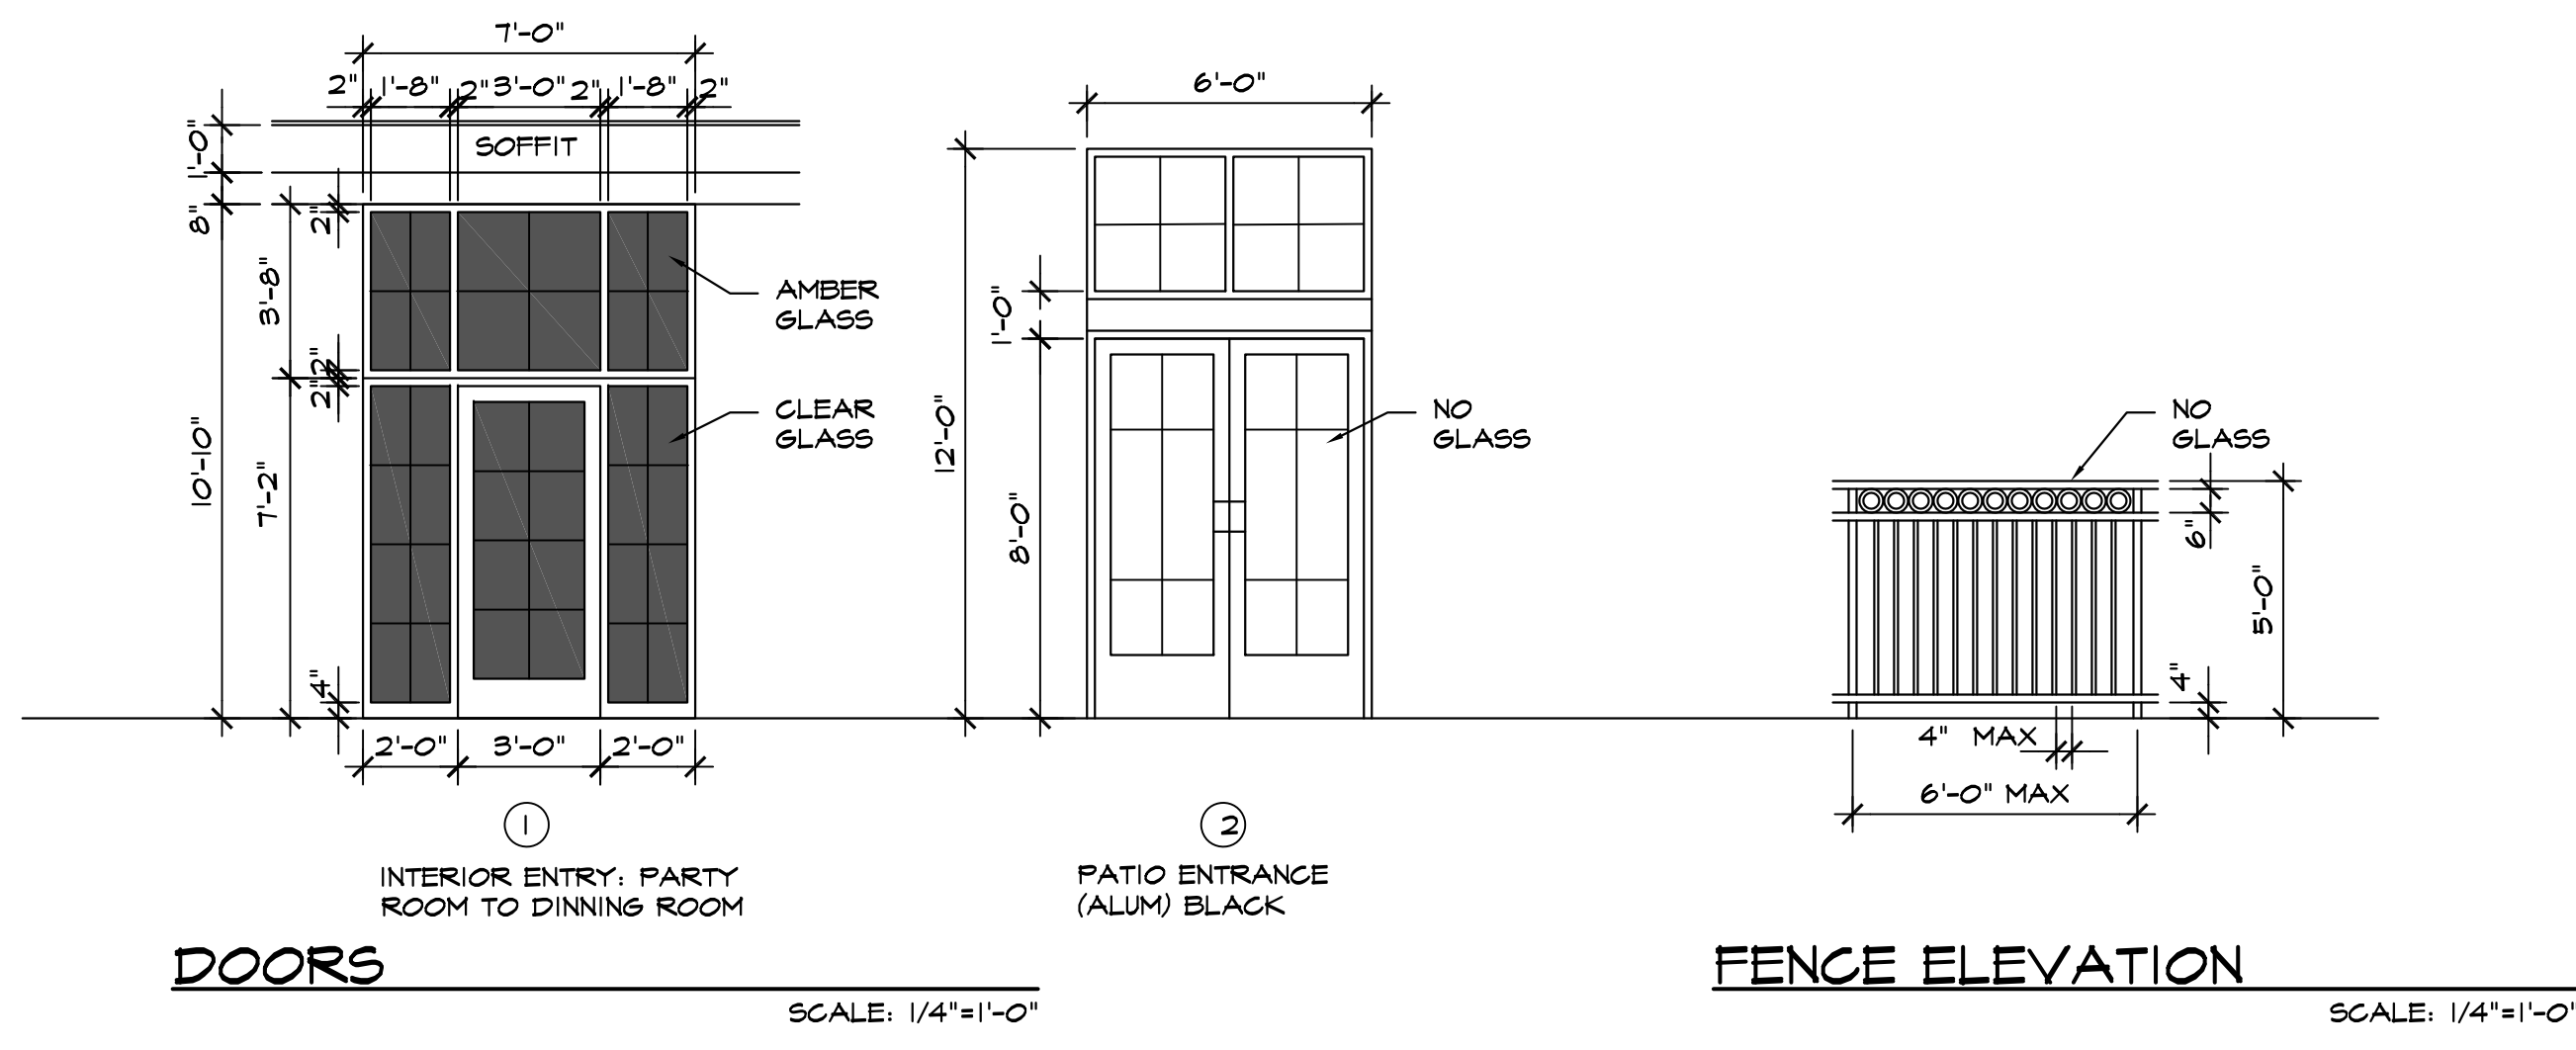 7'-0"
2" 1'-8" 2" 3'-0" 2" 1'-8" 2"
6'-0"
1'-0"
SOFFIT
8"
2"
3'-8"
AMBER
GLASS
1'-0"
2"
2"
CLEAR
GLASS
NO
GLASS
NO
GLASS
10'-10"
7'-2"
12'-0"
8'-0"
6"
5'-0"
4"
4"
2'-0" 3'-0" 2'-0"
4" MAX
6'-0" MAX
1
2
INTERIOR ENTRY: PARTY
ROOM TO DINNING ROOM
PATIO ENTRANCE
(ALUM) BLACK
DOORS
SCALE: 1/4"=1'-0"
FENCE ELEVATION
SCALE: 1/4"=1'-0"